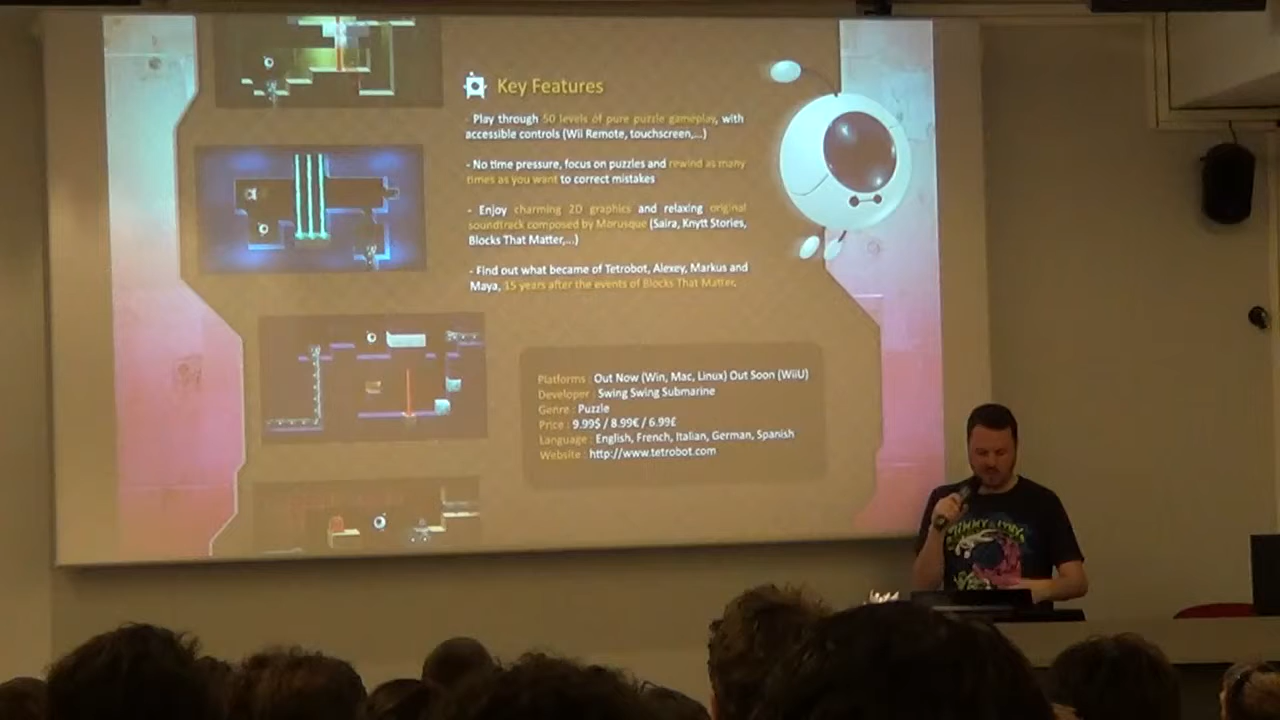 Key Features
- Play through 50 levels of pure puzzle gameplay, with
accessible controls (Wii Remote, touchscreen,...)
- No time pressure, focus on puzzles and rewind as many
times as you want to correct mistakes
- Enjoy charming 2D graphics and relaxing original
soundtrack composed by Morusque (Saira, Knytt Stories,
Blocks That Matter,...)
- Find out what became of Tetrobot, Alexey, Markus and
Maya, 15 years after the events of Blocks That Matter.
Platforms : Out Now (Win, Mac, Linux) Out Soon (WiiU)
Developer : Swing Swing Submarine
Genre : Puzzle
Price : 9.99$ / 8.99€ / 6.99£
Language : English, French, Italian, German, Spanish
Website : http://www.tetrobot.com